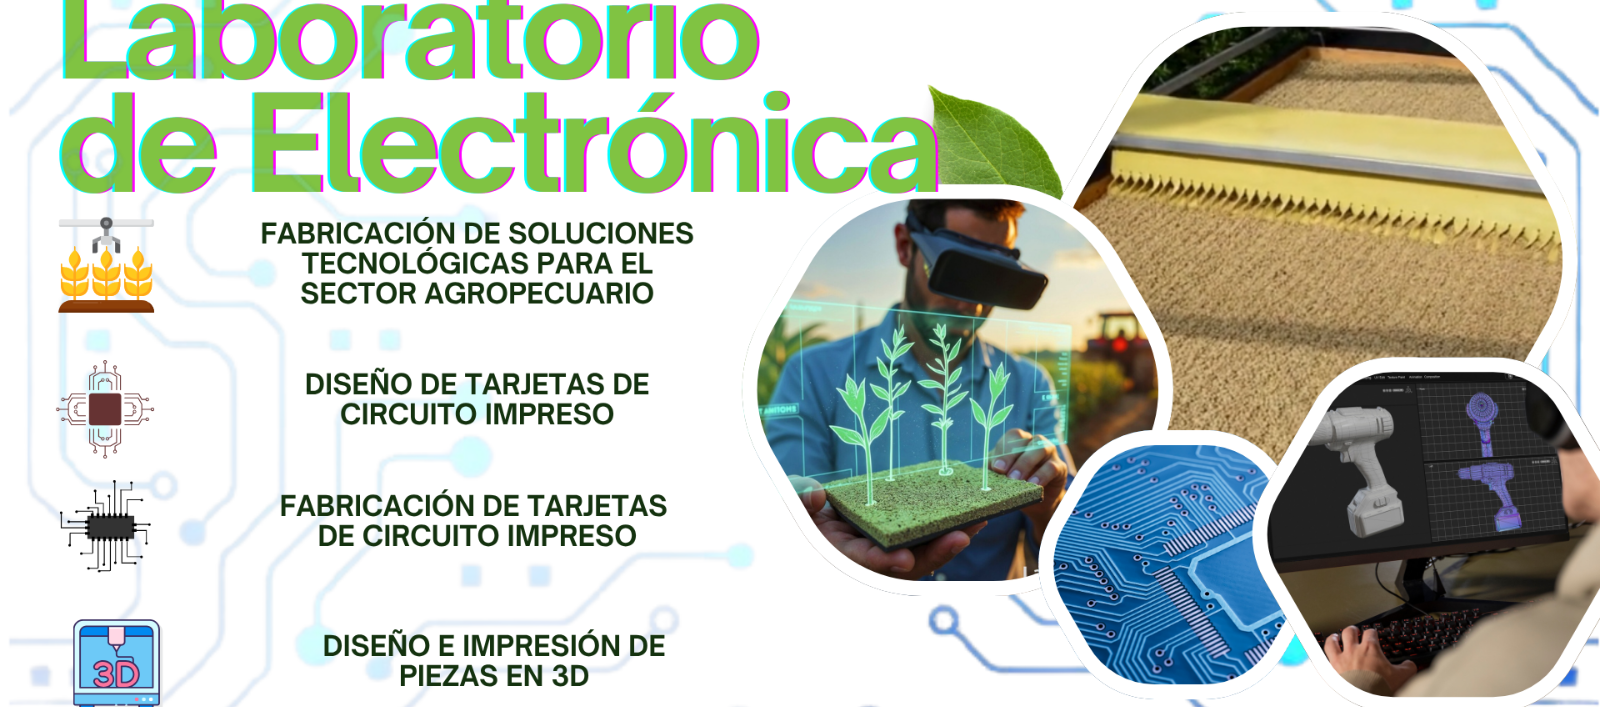 Laboratorio
de Electrónica
FABRICACIÓN DE SOLUCIONES
TECNOLÓGICAS PARA EL
SECTOR AGROPECUARIO
DISEÑO DE TARJETAS DE
CIRCUITO IMPRESO
FABRICACIÓN DE TARJETAS
DE CIRCUITO IMPRESO
3D
DISEÑO E IMPRESIÓN DE
PIEZAS EN 3D